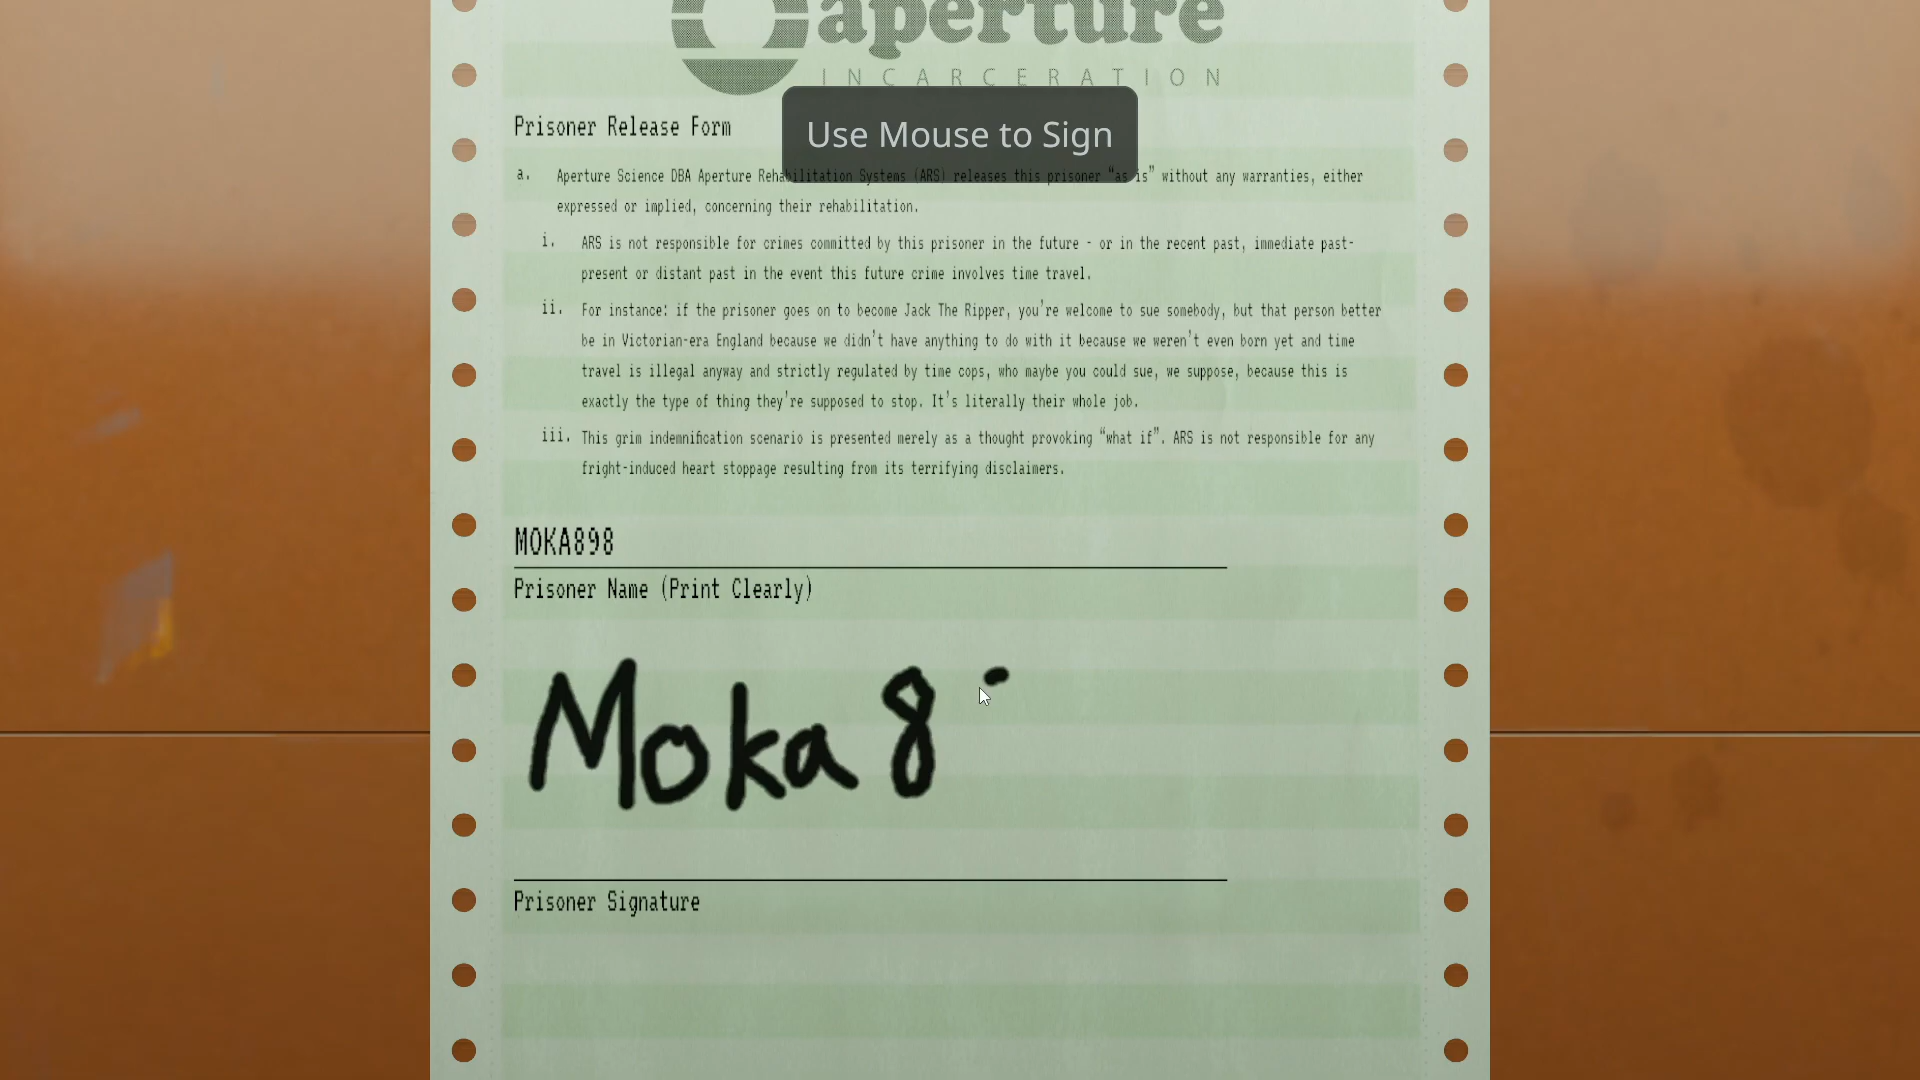 aperture
INCARCERATION
Use Mouse to Sign
Prisoner Release Form
a. Aperture Science DBA Aperture Rehabilitation Systems (ARS) releases this prisoner “as is” without any warranties, either
expressed or implied, concerning their rehabilitation.
i. ARS is not responsible for crimes committed by this prisoner in the future - or in the recent past, immediate past-
present or distant past in the event this future crime involves time travel.
ii. For instance: if the prisoner goes on to become Jack The Ripper, you're welcome to sue somebody, but that person better
be in Victorian-era England because we didn't have anything to do with it because we weren't even born yet and time
travel is illegal anyway and strictly regulated by time cops, who maybe you could sue, we suppose, because this is
exactly the type of thing they're supposed to stop. It's literally their whole job.
iii. This grim indemnification scenario is presented merely as a thought provoking “what if”. ARS is not responsible for any
fright-induced heart stoppage resulting from its terrifying disclaimers.
MOKA898
Prisoner Name (Print Clearly)
Moka 8
Prisoner Signature